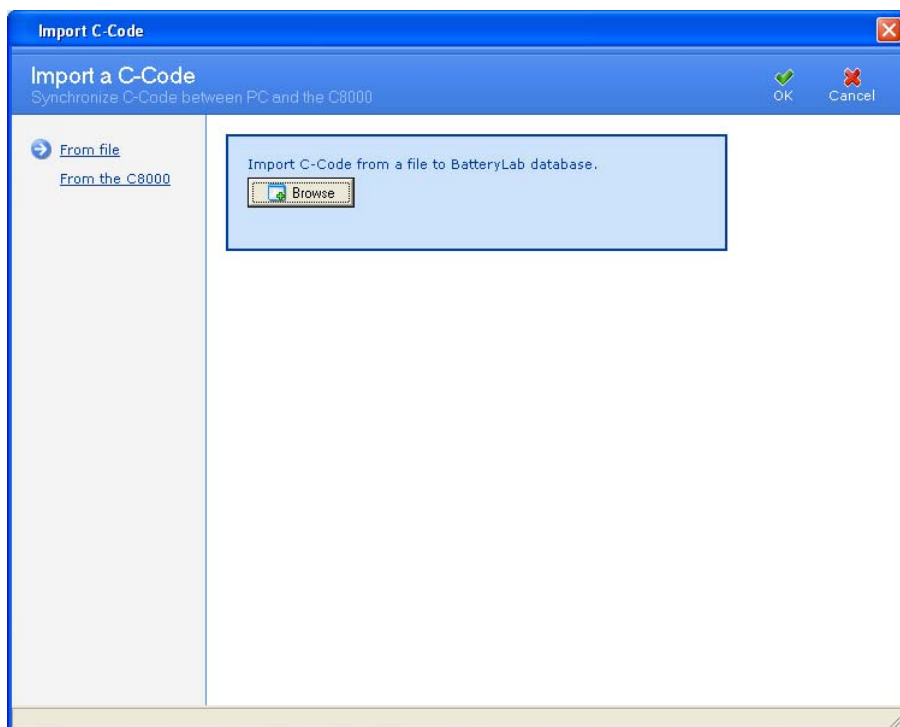 Import C-Code
Import a C-Code
Synchronize C-Code between PC and the C8000
OK
Cancel
From file
From the C8000
Import C-Code from a file to BatteryLab database.
Browse